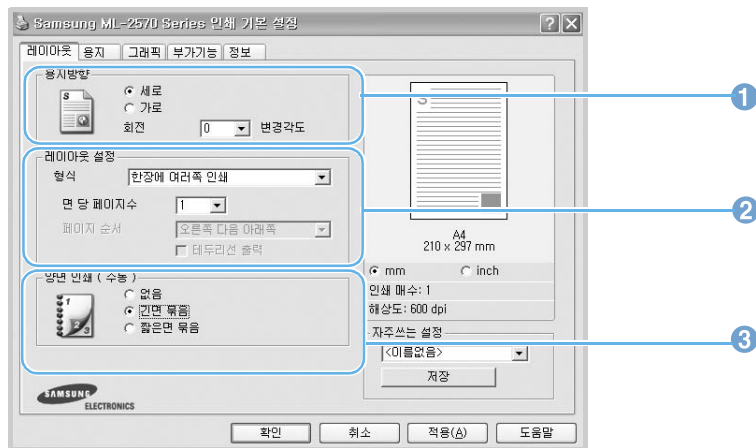 Samsung ML-2570 Series 인쇄 기본 설정
레이아웃 용지 그래픽 부가기능 정보
용지방향
S
세로
가로
회전 0 변경각도
1
레이아웃 설정
형식 한장에 여러쪽 인쇄
면 당 페이지수 1
페이지 순서 오른쪽 다음 아래쪽
테두리선 출력
2
양면 인쇄 ( 수동 )
1
2
3
없음
긴면 묶음
짧은면 묶음
3
S
A4
210 x 297 mm
mm inch
인쇄 매수: 1
해상도: 600 dpi
자주쓰는 설정
<이름없음>
저장
SAMSUNG
ELECTRONICS
확인 취소 적용(A) 도움말